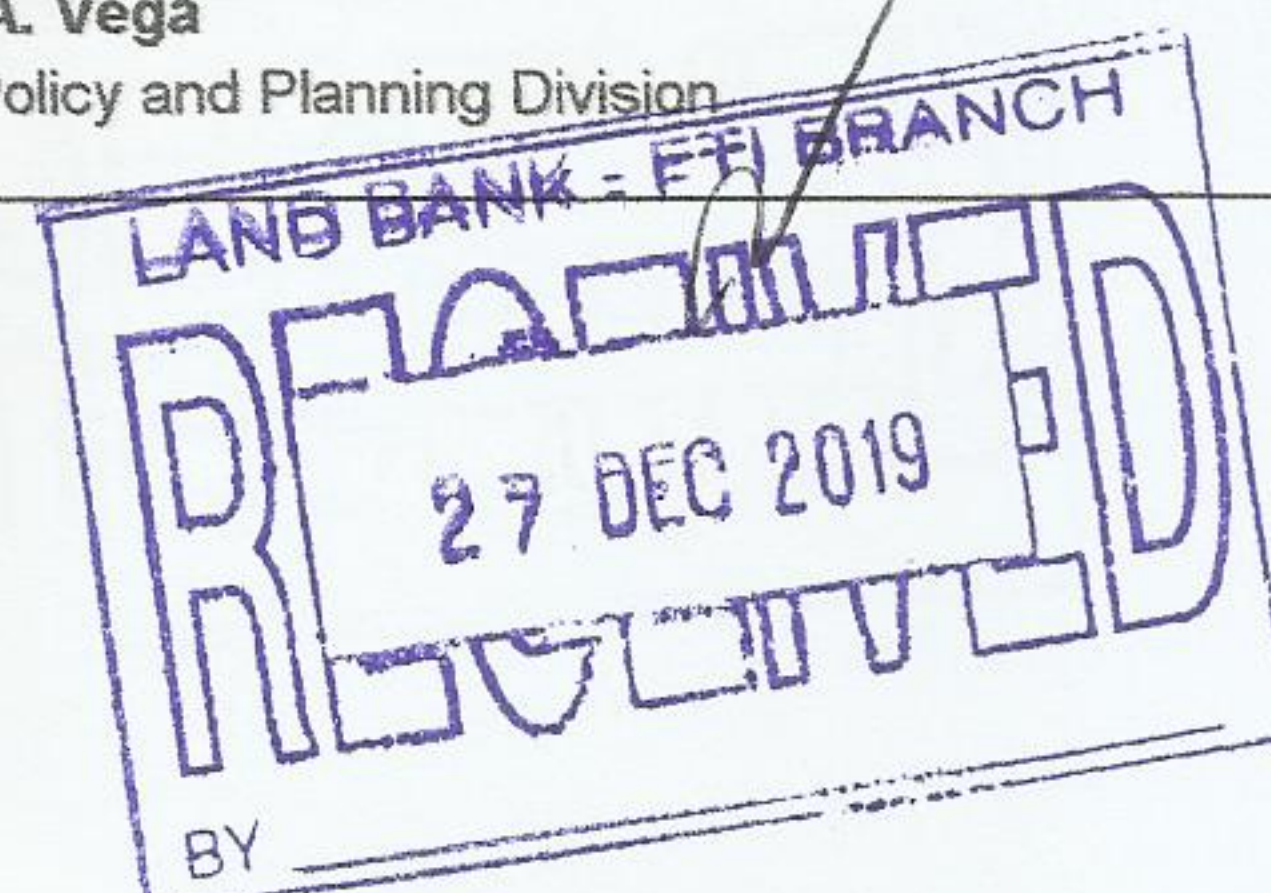 A. Vega
Policy and Planning Division
LAND BANK - FTI BRANCH
RECEIVED
27 DEC 2019
BY